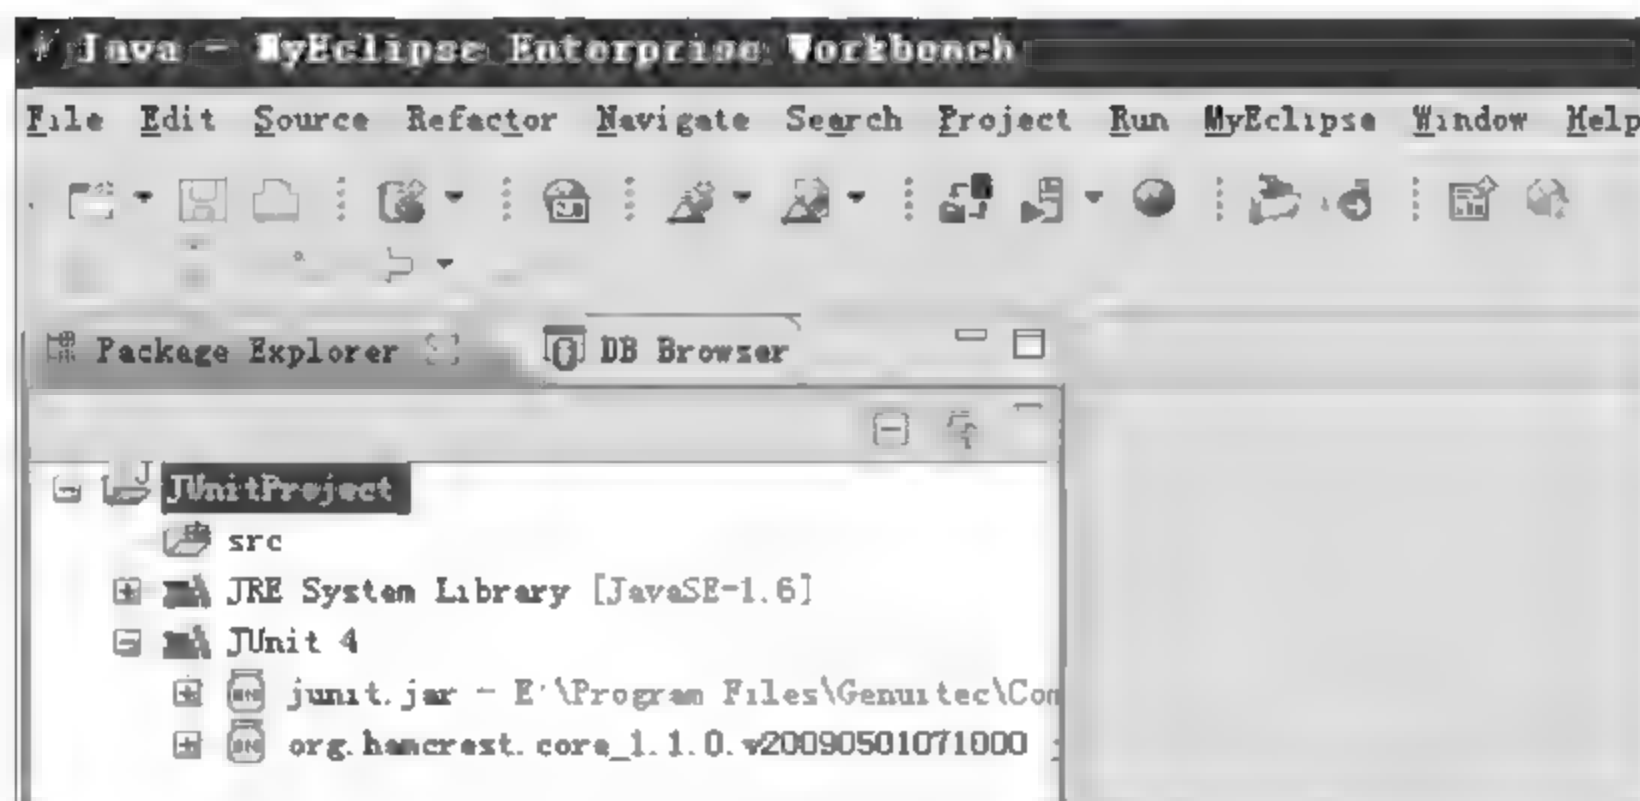 Java - MyEclipse Enterprise Workbench
File Edit Source Refactor Navigate Search Project Run MyEclipse Window Help
Package Explorer DB Browser
JUnitProject
src
JRE System Library [JavaSE-1.6]
JUnit 4
junit.jar - E:\Program Files\Genuitec\Com
org.hamcrest.core_1.1.0.v20090501071000